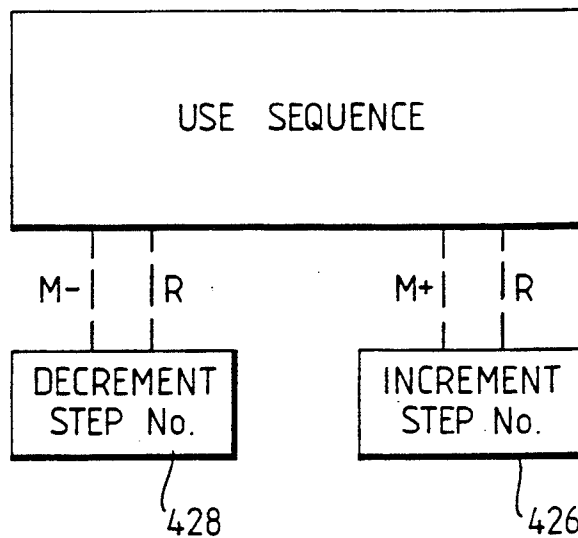 USE SEQUENCE
M- R M+ R
DECREMENT
STEP No.
INCREMENT
STEP No.
428
426